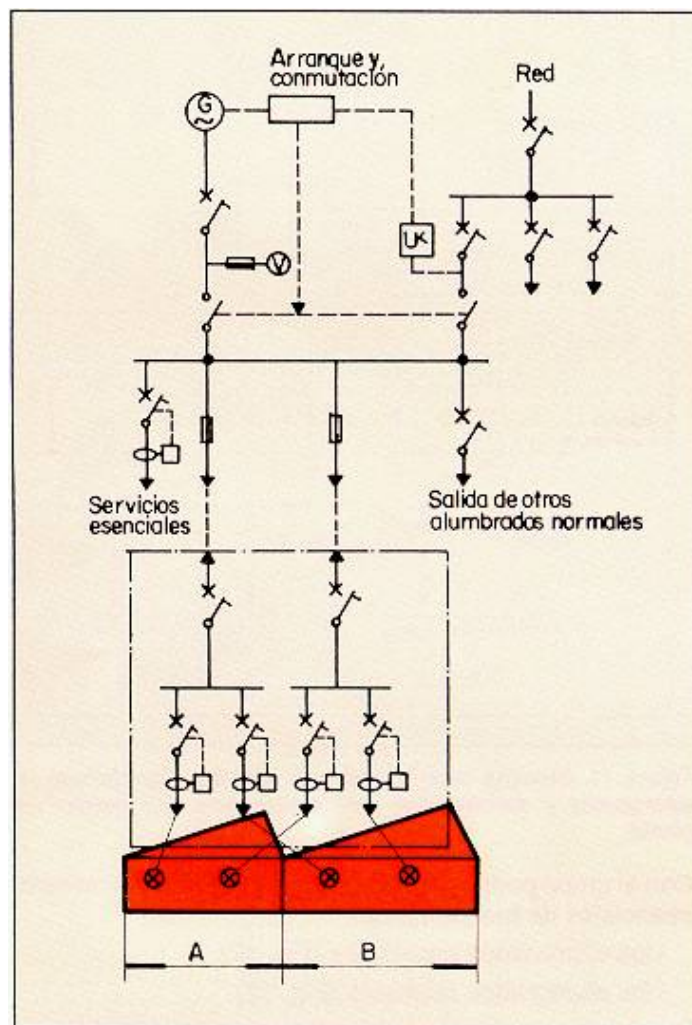 Arranque y,
conmutación
Red
G
~
UK
V
Servicios
esenciales
Salida de otros
alumbrados normales
A
B